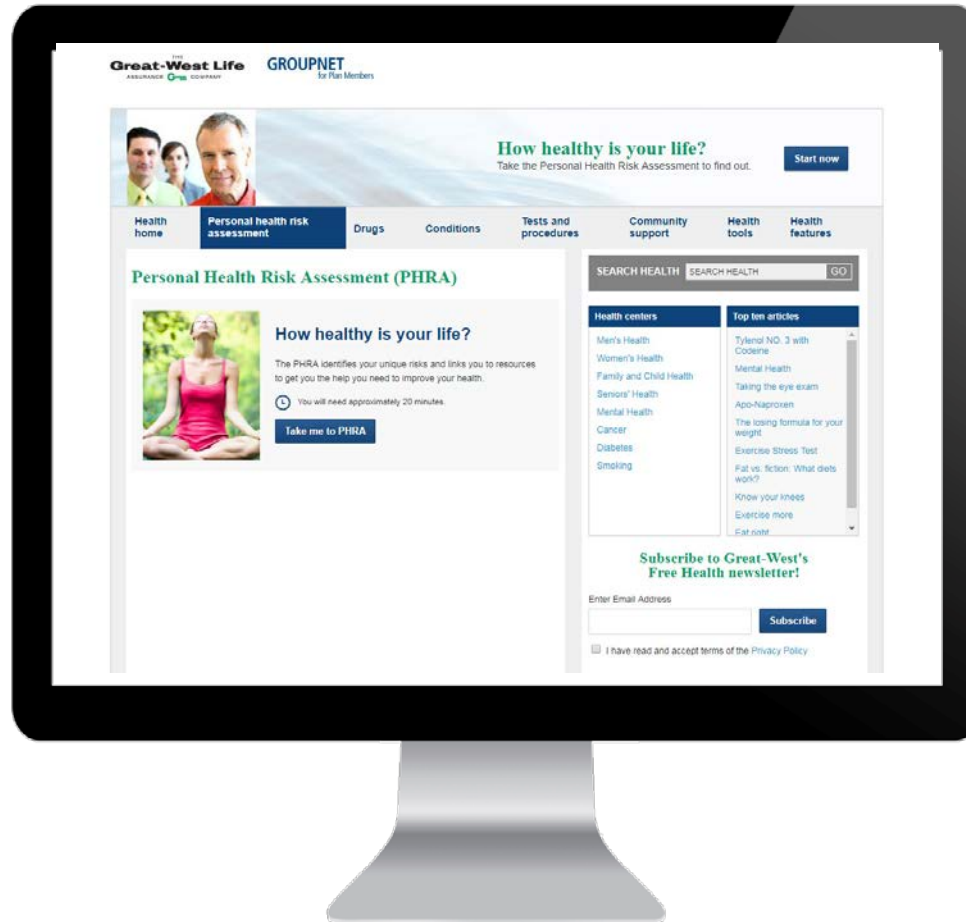 THE
Great-West Life
ASSURANCE COMPANY
GROUPNET
for Plan Members
How healthy is your life?
Take the Personal Health Risk Assessment to find out.
Start now
Health
home
Personal health risk
assessment
Drugs
Conditions
Tests and
procedures
Community
support
Health
tools
Health
features
Personal Health Risk Assessment (PHRA)
How healthy is your life?
The PHRA identifies your unique risks and links you to resources
to get you the help you need to improve your health.
You will need approximately 20 minutes.
Take me to PHRA
SEARCH HEALTH
SEARCH HEALTH
GO
Health centers
Men's Health
Women's Health
Family and Child Health
Seniors' Health
Mental Health
Cancer
Diabetes
Smoking
Top ten articles
Tylenol NO. 3 with
Codeine
Mental Health
Taking the eye exam
Apo-Naproxen
The losing formula for your
weight
Exercise Stress Test
Fat vs. fiction: What diets
work?
Know your knees
Exercise more
Eat right
Subscribe to Great-West's
Free Health newsletter!
Enter Email Address
Subscribe
I have read and accept terms of the Privacy Policy